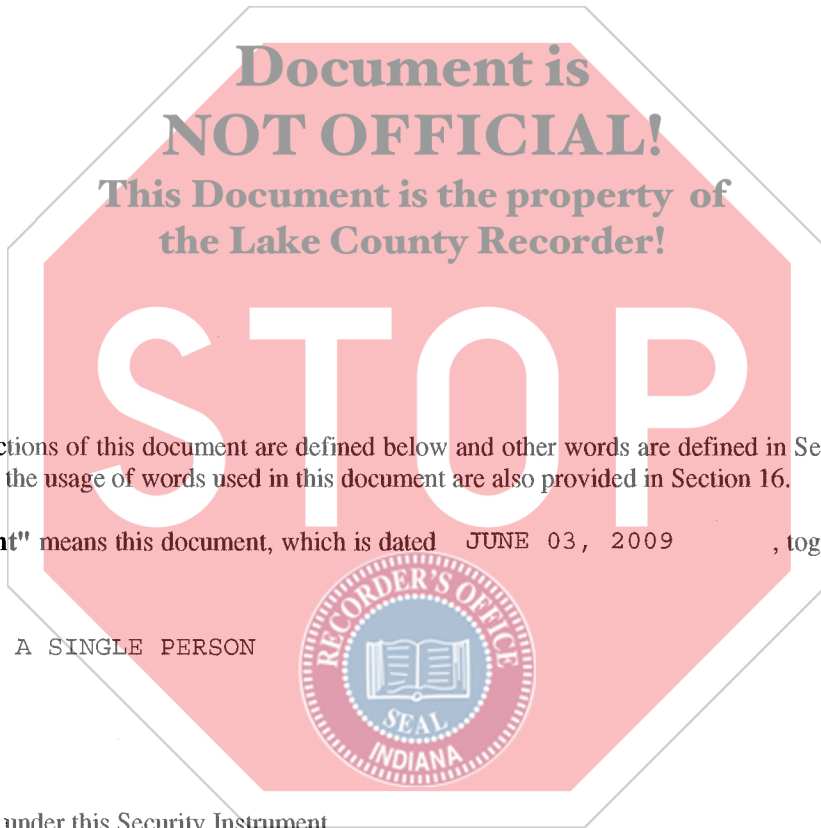 Document is
NOT OFFICIAL!
This Document is the property of
the Lake County Recorder!
STOP
ctions of this document are defined below and other words are defined in Se
the usage of words used in this document are also provided in Section 16.
nt" means this document, which is dated JUNE 03, 2009 , tog
A SINGLE PERSON
RECORDER'S OFFICE
SEAL
INDIANA
under this Security Instrument